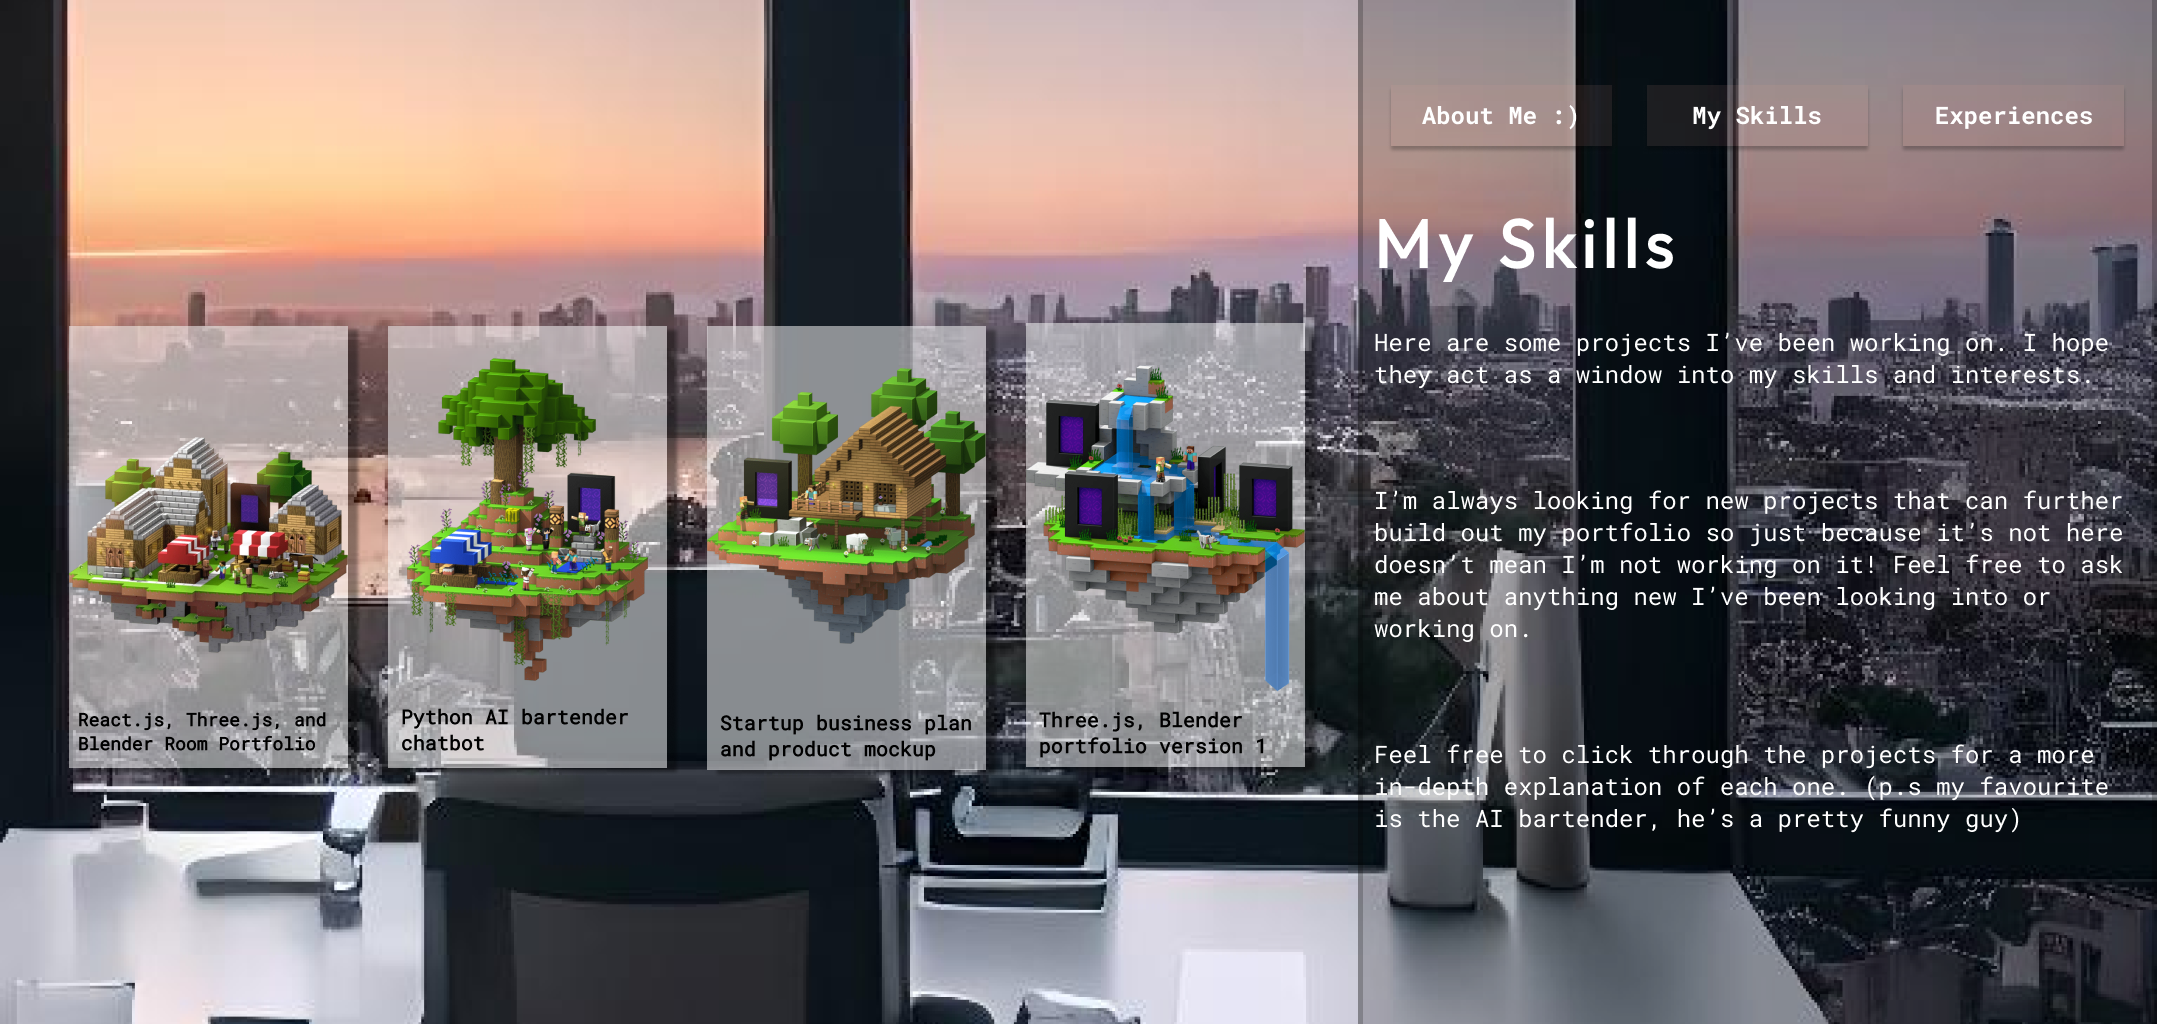 About Me :)
My Skills
Experiences
My Skills
Here are some projects I’ve been working on. I hope
they act as a window into my skills and interests.
I’m always looking for new projects that can further
build out my portfolio so just because it’s not here
doesn’t mean I’m not working on it! Feel free to ask
me about anything new I’ve been looking into or
working on.
Feel free to click through the projects for a more
in-depth explanation of each one. (p.s my favourite
is the AI bartender, he’s a pretty funny guy)
React.js, Three.js, and
Blender Room Portfolio
Python AI bartender
chatbot
Startup business plan
and product mockup
Three.js, Blender
portfolio version 1